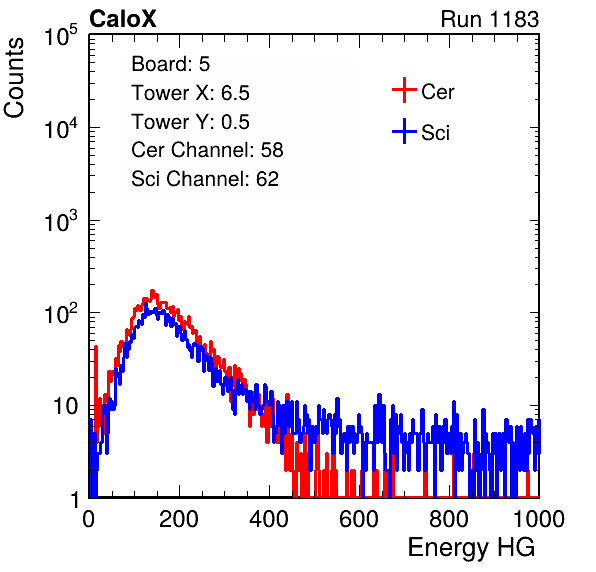 CaloX Run 1183
Counts
Board: 5
Tower X: 6.5
Tower Y: 0.5
Cer Channel: 58
Sci Channel: 62
Cer
Sci
10^5
10^4
10^3
10^2
10
1
0 200 400 600 800 1000
Energy HG